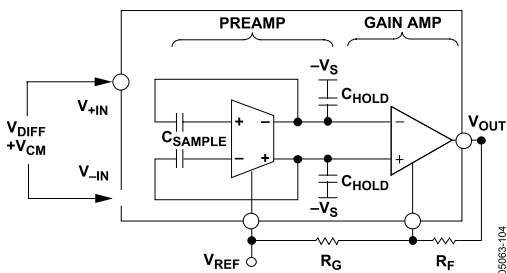 PREAMP
GAIN AMP
–VS
CHOLD
V+IN
+
–
–
VOUT
VDIFF
+VCM
CSAMPLE
–
+
+
V–IN
CHOLD
–VS
VREF
RG
RF
05063-104